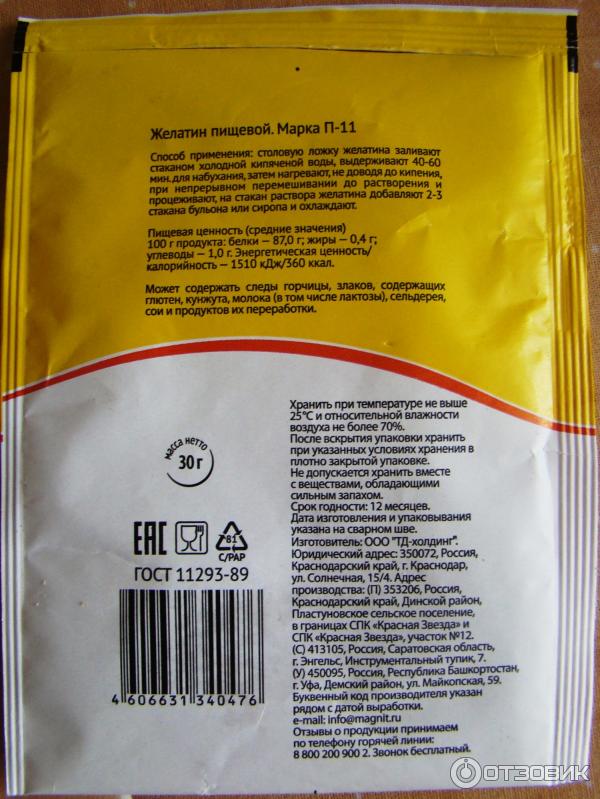 Желатин пищевой. Марка П-11
Способ применения: столовую ложку желатина заливают
стаканом холодной кипяченой воды, выдерживают 40-60
мин. для набухания, затем нагревают, не доводя до кипения,
при непрерывном перемешивании до растворения и
процеживают, на стакан раствора желатина добавляют 2-3
стакана бульона или сиропа и охлаждают.
Пищевая ценность (средние значения)
100 г продукта: белки – 87,0 г; жиры – 0,4 г;
углеводы – 1,0 г. Энергетическая ценность/
калорийность – 1510 кДж/360 ккал.
Может содержать следы горчицы, злаков, содержащих
глютен, кунжута, молока (в том числе лактозы), сельдерея,
сои и продуктов их переработки.
масса нетто
30 г
Хранить при температуре не выше
25°С и относительной влажности
воздуха не более 70%.
После вскрытия упаковки хранить
при указанных условиях хранения в
плотно закрытой упаковке.
Не допускается хранить вместе
с веществами, обладающими
сильным запахом.
Срок годности: 12 месяцев.
Дата изготовления и упаковывания
указана на сварном шве.
Изготовитель: ООО "ТД-холдинг".
Юридический адрес: 350072, Россия,
Краснодарский край, г. Краснодар,
ул. Солнечная, 15/4. Адрес
производства: (П) 353206, Россия,
Краснодарский край, Динской район,
Пластуновское сельское поселение,
в границах СПК «Красная Звезда» и
СПК «Красная Звезда», участок №12.
(С) 413105, Россия, Саратовская область,
г. Энгельс, Инструментальный тупик, 7.
(У) 450095, Россия, Республика Башкортостан,
г. Уфа, Демский район, ул. Майкопская, 59.
Буквенный код производителя указан
рядом с датой выработки.
e-mail: info@magnit.ru
Отзывы о продукции принимаем
по телефону горячей линии:
8 800 200 900 2. Звонок бесплатный.
ЕАС
81
C/PAP
ГОСТ 11293-89
4 606631 340476
ОТЗОВИК